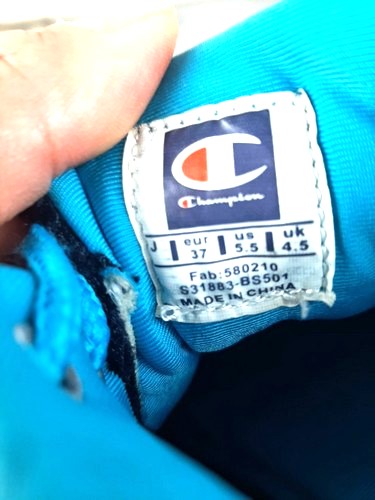 Champion
J eur us uk
37 5.5 4.5
Fab:580210
S31883-BS501
MADE IN CHINA